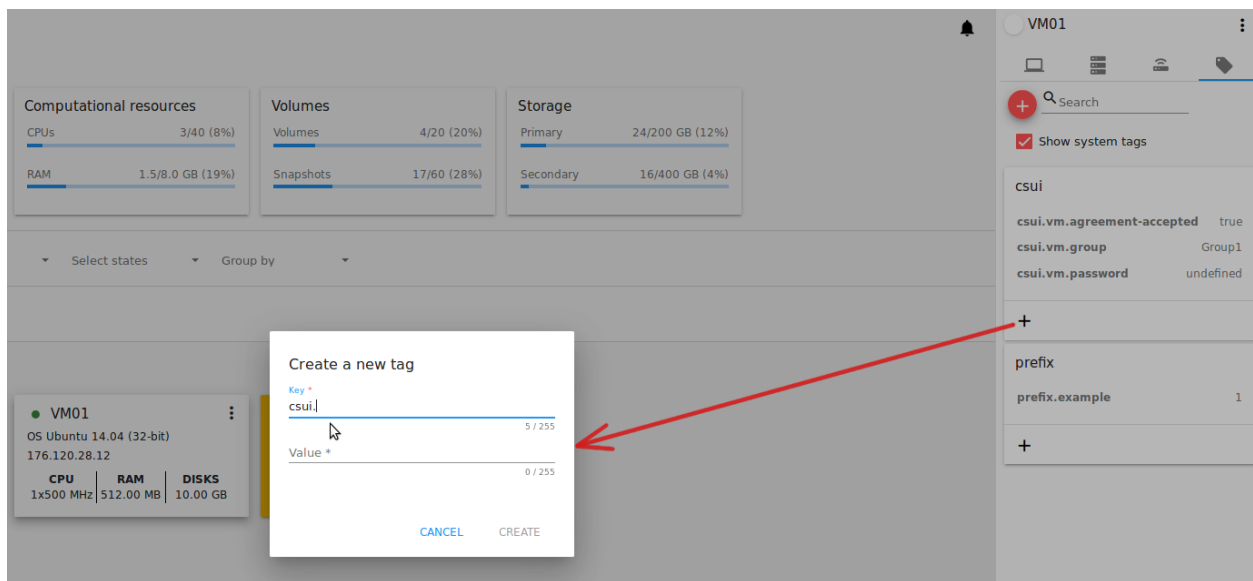 VM01
Search
Show system tags
csui
csui.vm.agreement-accepted true
csui.vm.group Group1
csui.vm.password undefined
+
prefix
prefix.example 1
+
Computational resources
CPUs 3/40 (8%)
RAM 1.5/8.0 GB (19%)
Volumes
Volumes 4/20 (20%)
Snapshots 17/60 (28%)
Storage
Primary 24/200 GB (12%)
Secondary 16/400 GB (4%)
Select states Group by
VM01
OS Ubuntu 14.04 (32-bit)
176.120.28.12
CPU RAM DISKS
1x500 MHz 512.00 MB 10.00 GB
Create a new tag
Key *
csui.
5 / 255
Value *
0 / 255
CANCEL CREATE